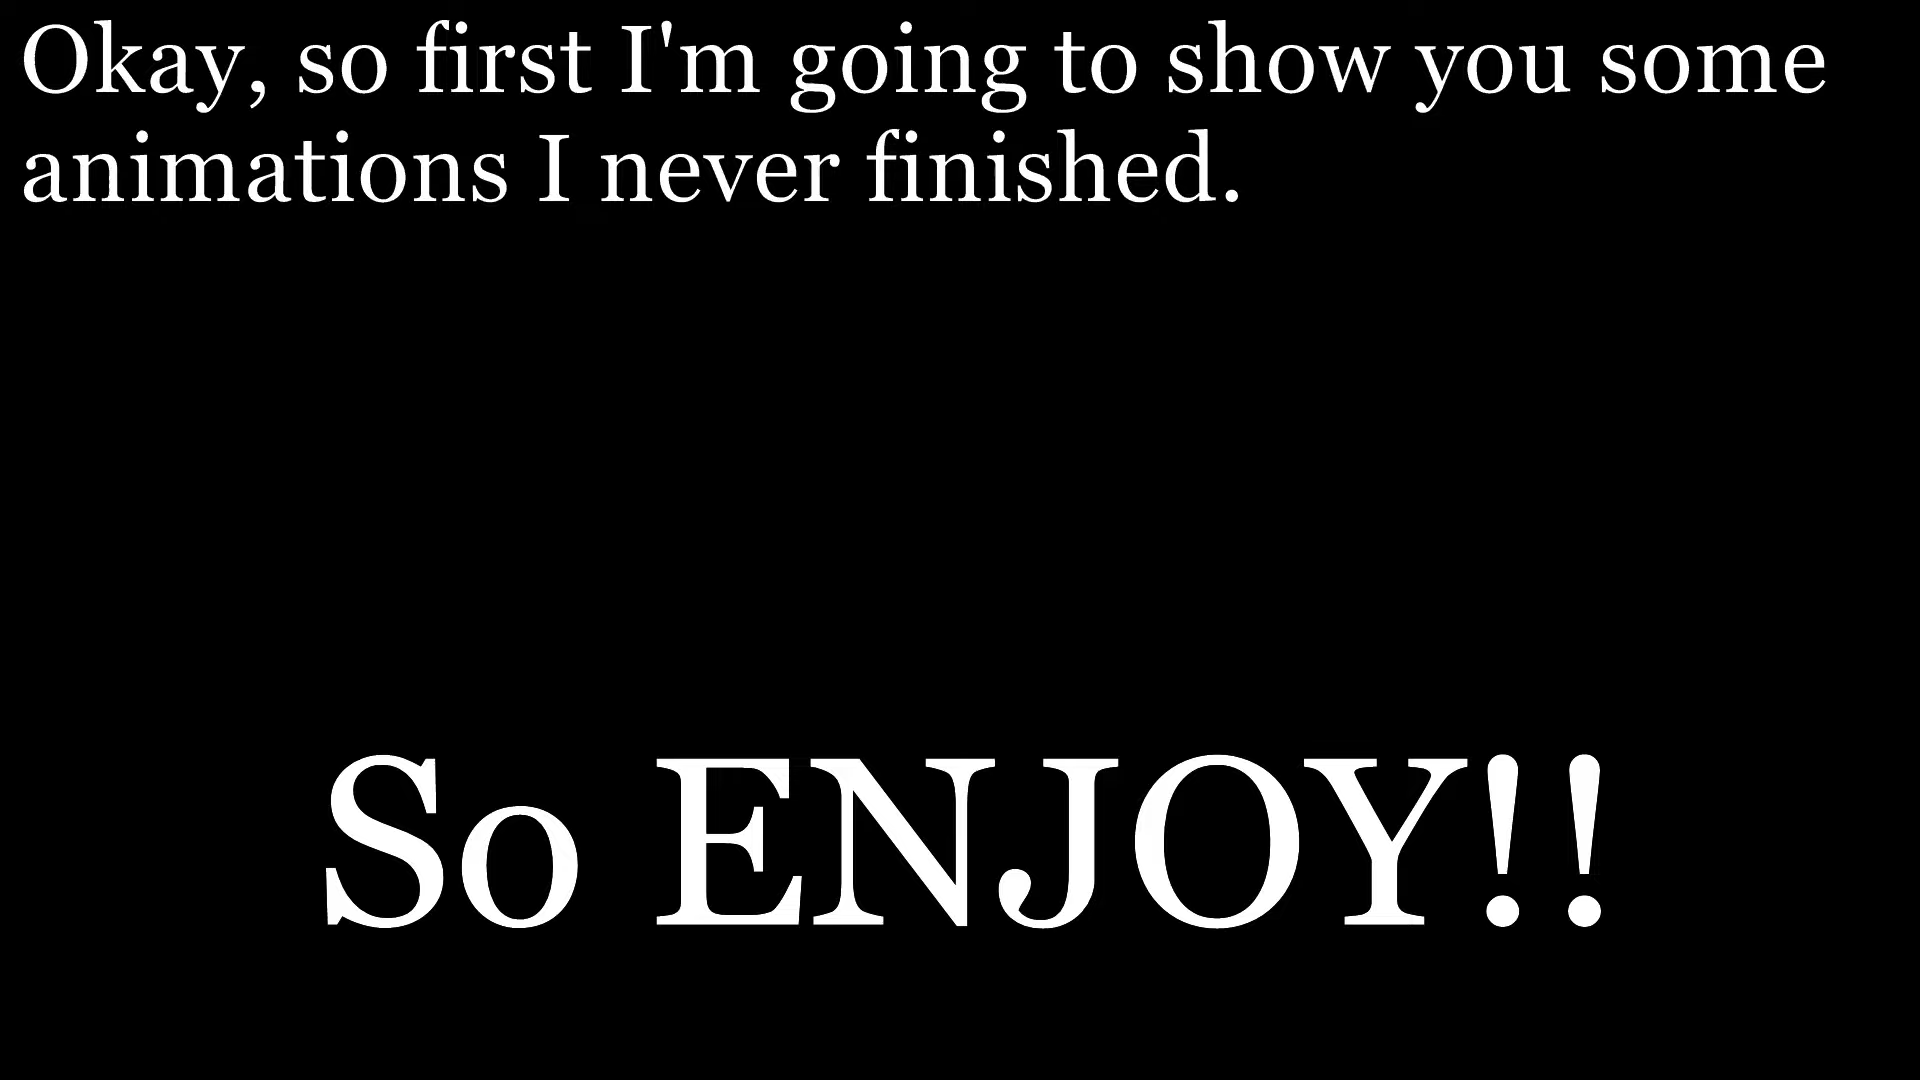 Okay, so first I'm going to show you some
animations I never finished.
So ENJOY!!